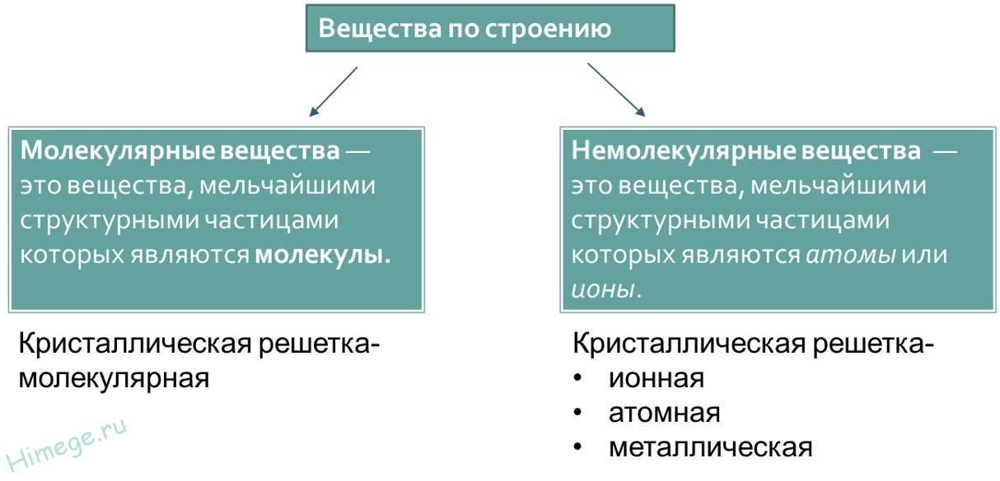 Вещества по строению
Молекулярные вещества —
это вещества, мельчайшими
структурными частицами
которых являются молекулы.
Немолекулярные вещества —
это вещества, мельчайшими
структурными частицами
которых являются атомы или
ионы.
Кристаллическая решетка-
молекулярная
Кристаллическая решетка-
• ионная
• атомная
• металлическая
Himege.ru